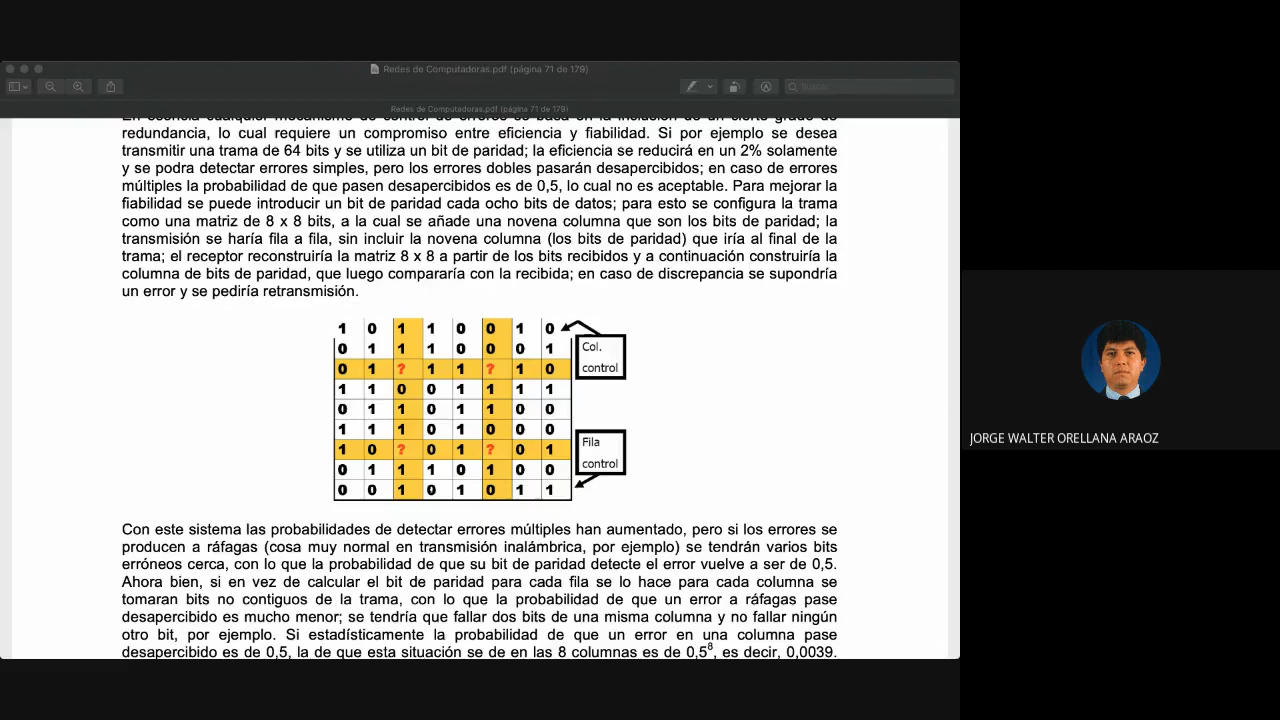 Redes de Computadoras.pdf (página 71 de 179)
Buscar
Redes de Computadoras.pdf (página 71 de 179)
En esencia cualquier mecanismo de control de errores se basa en la inclusión de un cierto grado de
redundancia, lo cual requiere un compromiso entre eficiencia y fiabilidad. Si por ejemplo se desea
transmitir una trama de 64 bits y se utiliza un bit de paridad; la eficiencia se reducirá en un 2% solamente
y se podra detectar errores simples, pero los errores dobles pasarán desapercibidos; en caso de errores
múltiples la probabilidad de que pasen desapercibidos es de 0,5, lo cual no es aceptable. Para mejorar la
fiabilidad se puede introducir un bit de paridad cada ocho bits de datos; para esto se configura la trama
como una matriz de 8 x 8 bits, a la cual se añade una novena columna que son los bits de paridad; la
transmisión se haría fila a fila, sin incluir la novena columna (los bits de paridad) que iría al final de la
trama; el receptor reconstruiría la matriz 8 x 8 a partir de los bits recibidos y a continuación construiría la
columna de bits de paridad, que luego compararía con la recibida; en caso de discrepancia se supondría
un error y se pediría retransmisión.
1 0 1 1 0 0 1 0
0 1 1 1 0 0 0 1
0 1 ? 1 1 ? 1 0
1 1 0 0 1 1 1 1
0 1 1 0 1 1 0 0
1 1 1 0 1 0 0 0
1 0 ? 0 1 ? 0 1
0 1 1 1 0 1 0 0
0 0 1 0 1 0 1 1
Col.
control
Fila
control
Con este sistema las probabilidades de detectar errores múltiples han aumentado, pero si los errores se
producen a ráfagas (cosa muy normal en transmisión inalámbrica, por ejemplo) se tendrán varios bits
erróneos cerca, con lo que la probabilidad de que su bit de paridad detecte el error vuelve a ser de 0,5.
Ahora bien, si en vez de calcular el bit de paridad para cada fila se lo hace para cada columna se
tomaran bits no contiguos de la trama, con lo que la probabilidad de que un error a ráfagas pase
desapercibido es mucho menor; se tendría que fallar dos bits de una misma columna y no fallar ningún
otro bit, por ejemplo. Si estadísticamente la probabilidad de que un error en una columna pase
desapercibido es de 0,5, la de que esta situación se de en las 8 columnas es de 0,5⁸, es decir, 0,0039.
JORGE WALTER ORELLANA ARAOZ